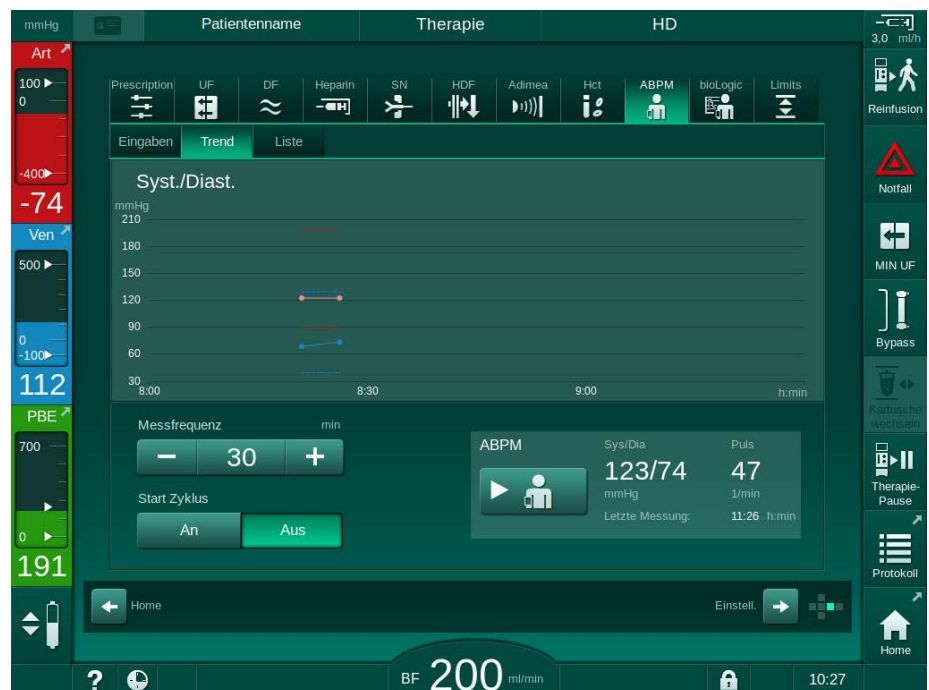 mmHg
Patientenname
Therapie
HD
3,0 ml/h
Art
100
0
-400
-74
Ven
500
0
-100
112
PBE
700
0
191
Prescription
UF
DF
Heparin
SN
HDF
Adimea
Hct
ABPM
bioLogic
Limits
H
Eingaben
Trend
Liste
Syst./Diast.
mmHg
210
180
150
120
90
60
30
8:00
8:30
9:00
h:min
Messfrequenz
min
30
Start Zyklus
An
Aus
ABPM
Sys/Dia
Puls
123/74
47
mmHg
1/min
Letzte Messung:
11:26 h:min
Home
Einstell.
Reinfusion
Notfall
MIN UF
Bypass
Kartusche
wechseln
Therapie-
Pause
Protokoll
Home
?
BF 200 ml/min
10:27